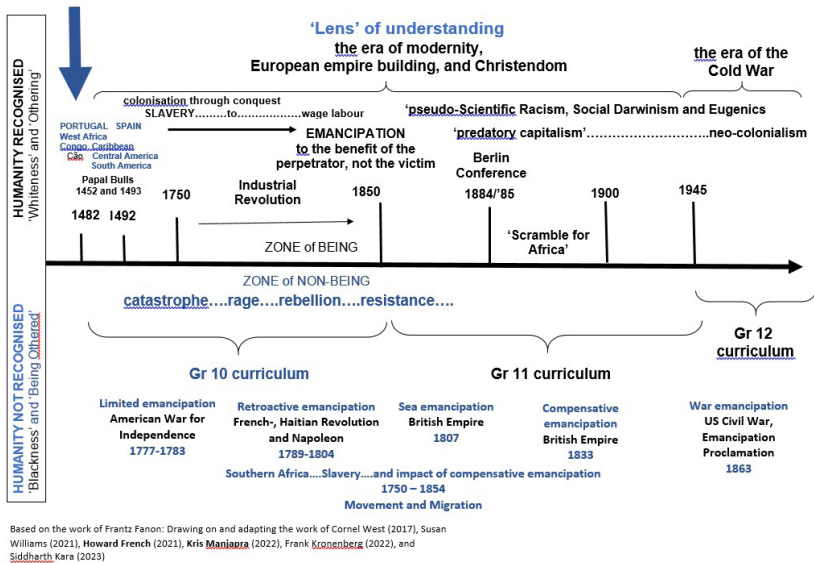 'Lens' of understanding
the era of modernity,
European empire building, and Christendom
the era of the
Cold War
HUMANITY RECOGNISED
'Whiteness' and 'Othering'
colonisation through conquest
SLAVERY.........to..................wage labour
'pseudo-Scientific Racism, Social Darwinism and Eugenics
'predatory capitalism'............................neo-colonialism
PORTUGAL SPAIN
West Africa
Congo Caribbean
Cão Central America
South America
EMANCIPATION
to the benefit of the
perpetrator, not the victim
Papal Bulls
1452 and 1493
Berlin
Conference
1482 I492
1750
Industrial
Revolution
1850
1884/'85
1900
1945
'Scramble for
Africa'
ZONE of BEING
ZONE of NON-BEING
catastrophe....rage....rebellion....resistance....
HUMANITY NOT RECOGNISED
'Blackness' and 'Being Othered'
Gr 10 curriculum
Gr 11 curriculum
Gr 12
curriculum
Limited emancipation
American War for
Independence
1777-1783
Retroactive emancipation
French-, Haitian Revolution
and Napoleon
1789-1804
Sea emancipation
British Empire
1807
Compensative
emancipation
British Empire
1833
War emancipation
US Civil War,
Emancipation
Proclamation
1863
Southern Africa....Slavery....and impact of compensative emancipation
1750 – 1854
Movement and Migration
Based on the work of Frantz Fanon: Drawing on and adapting the work of Cornel West (2017), Susan
Williams (2021), Howard French (2021), Kris Manjapra (2022), Frank Kronenberg (2022), and
Siddharth Kara (2023)